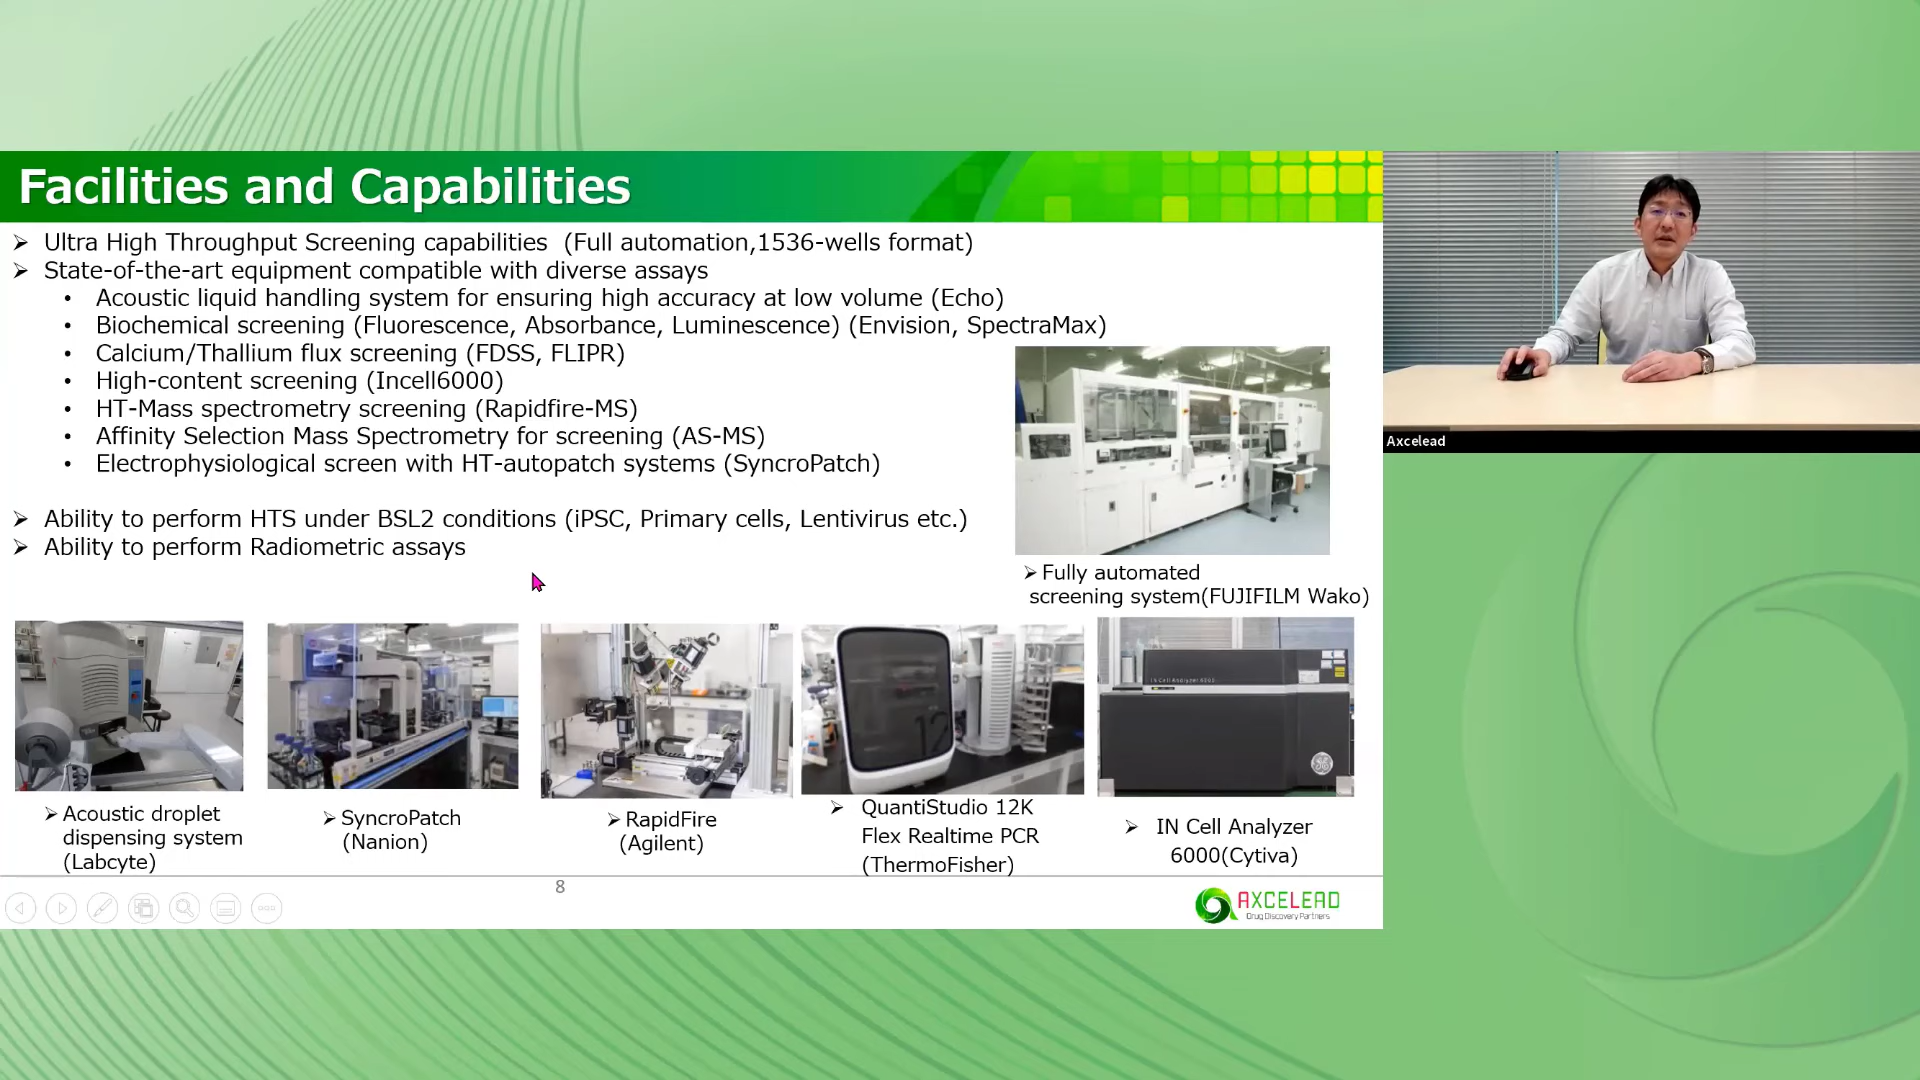 Facilities and Capabilities
➢ Ultra High Throughput Screening capabilities (Full automation,1536-wells format)
➢ State-of-the-art equipment compatible with diverse assays
• Acoustic liquid handling system for ensuring high accuracy at low volume (Echo)
• Biochemical screening (Fluorescence, Absorbance, Luminescence) (Envision, SpectraMax)
• Calcium/Thallium flux screening (FDSS, FLIPR)
• High-content screening (Incell6000)
• HT-Mass spectrometry screening (Rapidfire-MS)
• Affinity Selection Mass Spectrometry for screening (AS-MS)
• Electrophysiological screen with HT-autopatch systems (SyncroPatch)
➢ Ability to perform HTS under BSL2 conditions (iPSC, Primary cells, Lentivirus etc.)
➢ Ability to perform Radiometric assays
➢ Fully automated
screening system(FUJIFILM Wako)
➢ Acoustic droplet
dispensing system
(Labcyte)
➢ SyncroPatch
(Nanion)
➢ RapidFire
(Agilent)
➢ QuantiStudio 12K
Flex Realtime PCR
(ThermoFisher)
IN Cell Analyzer 6000
➢ IN Cell Analyzer
6000(Cytiva)
8
AXCELEAD
Drug Discovery Partners
Axcelead